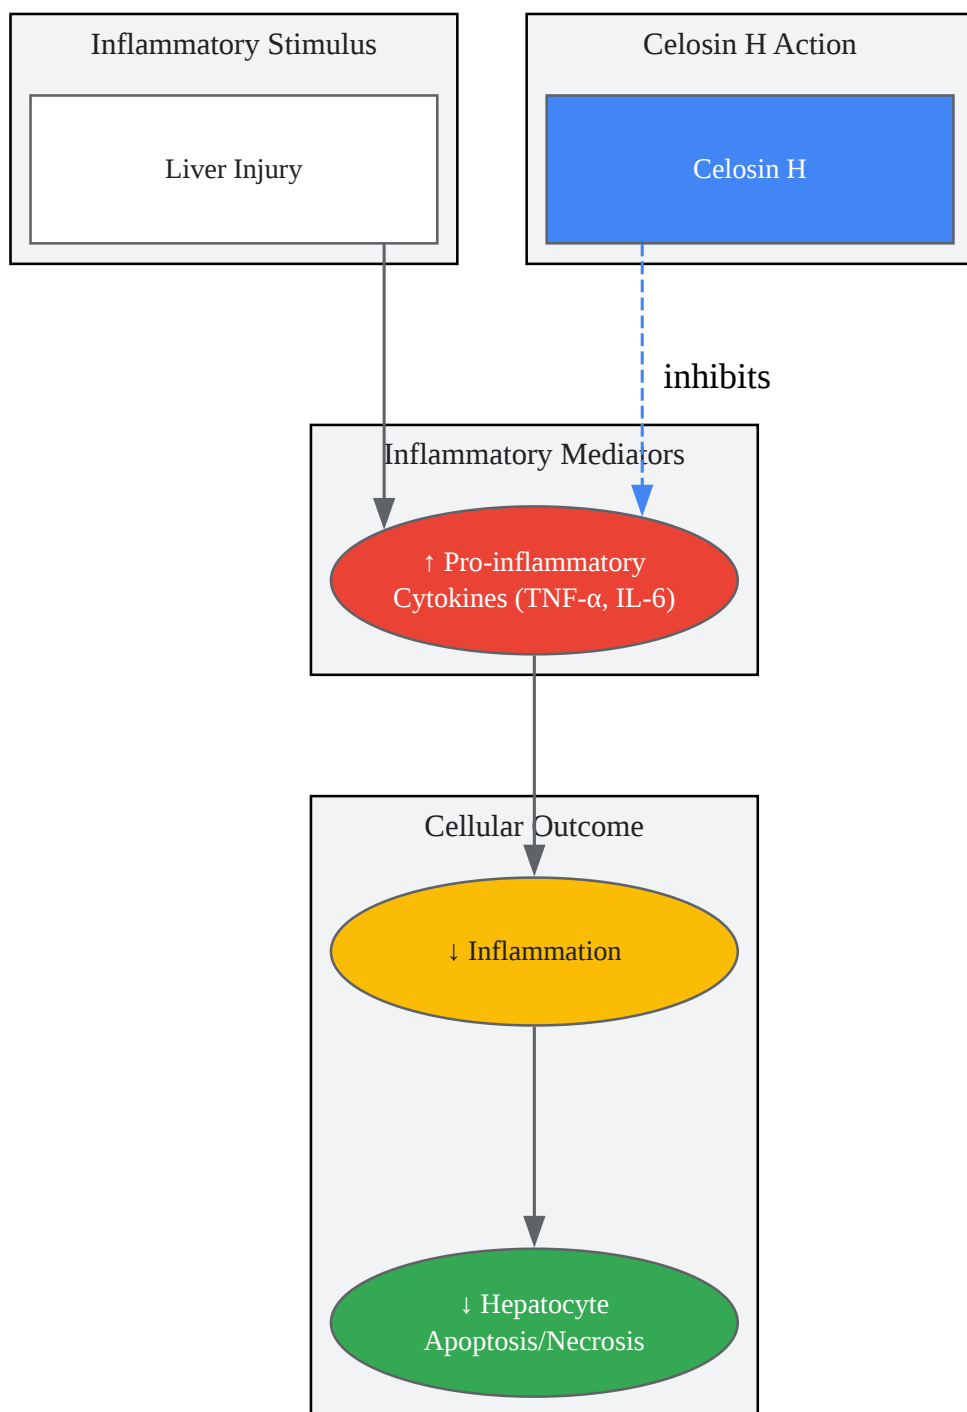 Inflammatory Stimulus
Celosin H Action
Liver Injury
Celosin H
inhibits
Inflammatory Mediators
↑ Pro-inflammatory
Cytokines (TNF-α, IL-6)
Cellular Outcome
↓ Inflammation
↓ Hepatocyte
Apoptosis/Necrosis